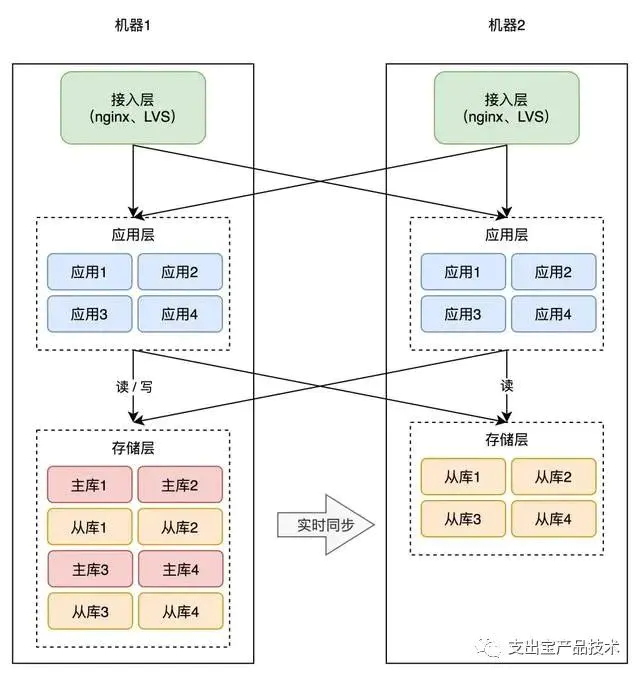 机器1
机器2
接入层
（nginx、LVS）
接入层
（nginx、LVS）
应用层
应用1 应用2
应用3 应用4
应用层
应用1 应用2
应用3 应用4
读 / 写
读
存储层
主库1 主库2
从库1 从库2
主库3 主库4
从库3 从库4
实时同步
存储层
从库1 从库2
从库3 从库4
支出宝产品技术